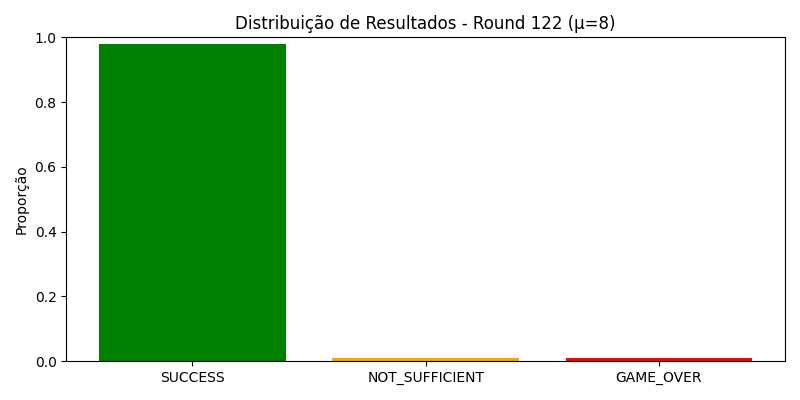 Distribuição de Resultados - Round 122 (μ=8)
Proporção
1.0
0.8
0.6
0.4
0.2
0.0
SUCCESS
NOT_SUFFICIENT
GAME_OVER